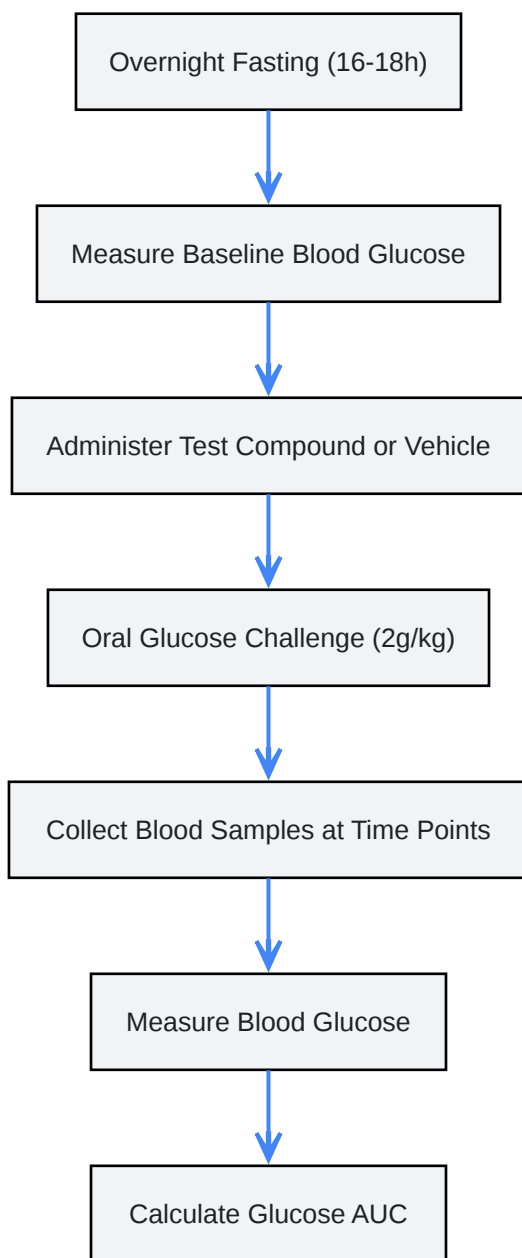 Overnight Fasting (16-18h)
Measure Baseline Blood Glucose
Administer Test Compound or Vehicle
Oral Glucose Challenge (2g/kg)
Collect Blood Samples at Time Points
Measure Blood Glucose
Calculate Glucose AUC